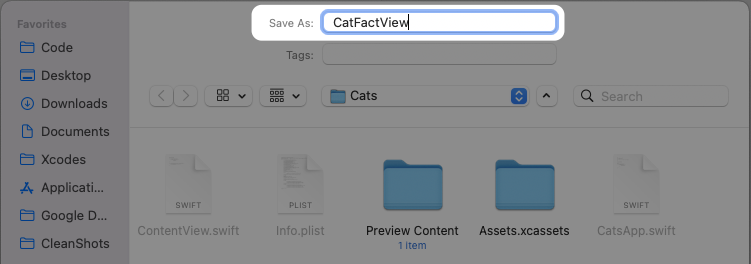 Favorites
Code
Desktop
Downloads
Documents
Xcodes
Applicati...
Google D...
CleanShots
Save As: CatFactView
Tags:
Cats
Search
SWIFT
ContentView.swift
PLIST
Info.plist
Preview Content
1 item
Assets.xcassets
SWIFT
CatsApp.swift